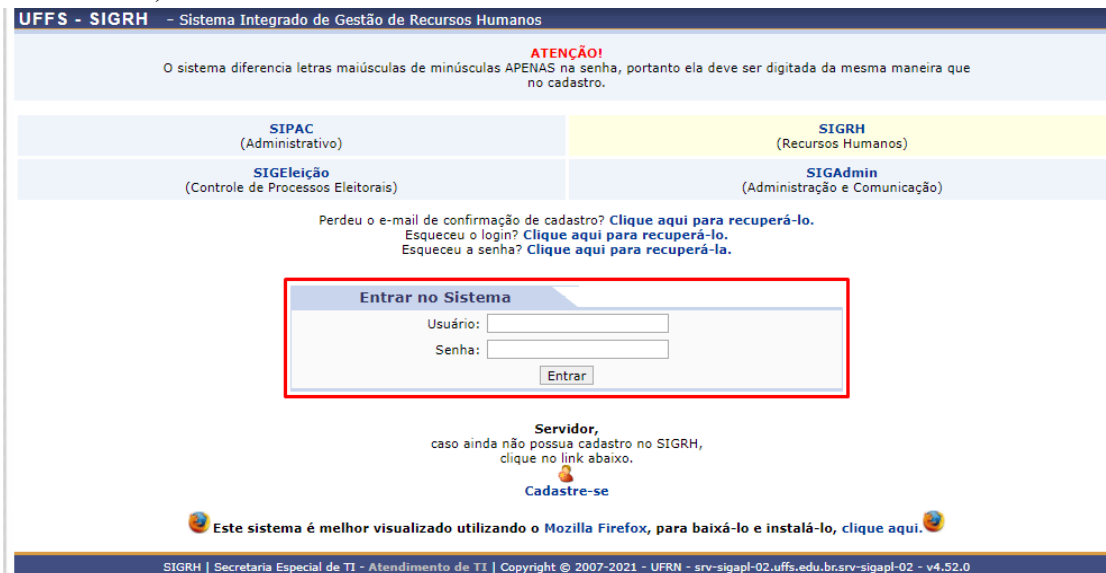 UFFS - SIGRH - Sistema Integrado de Gestão de Recursos Humanos
ATENÇÃO!
O sistema diferencia letras maiúsculas de minúsculas APENAS na senha, portanto ela deve ser digitada da mesma maneira que
no cadastro.
SIPAC
(Administrativo)
SIGRH
(Recursos Humanos)
SIGEleição
(Controle de Processos Eleitorais)
SIGAdmin
(Administração e Comunicação)
Perdeu o e-mail de confirmação de cadastro? Clique aqui para recuperá-lo.
Esqueceu o login? Clique aqui para recuperá-lo.
Esqueceu a senha? Clique aqui para recuperá-la.
Entrar no Sistema
Usuário:
Senha:
Entrar
Servidor,
caso ainda não possua cadastro no SIGRH,
clique no link abaixo.
Cadastre-se
Este sistema é melhor visualizado utilizando o Mozilla Firefox, para baixá-lo e instalá-lo, clique aqui.
SIGRH | Secretaria Especial de TI - Atendimento de TI | Copyright © 2007-2021 - UFRN - srv-sigapl-02.uffs.edu.br.srv-sigapl-02 - v4.52.0